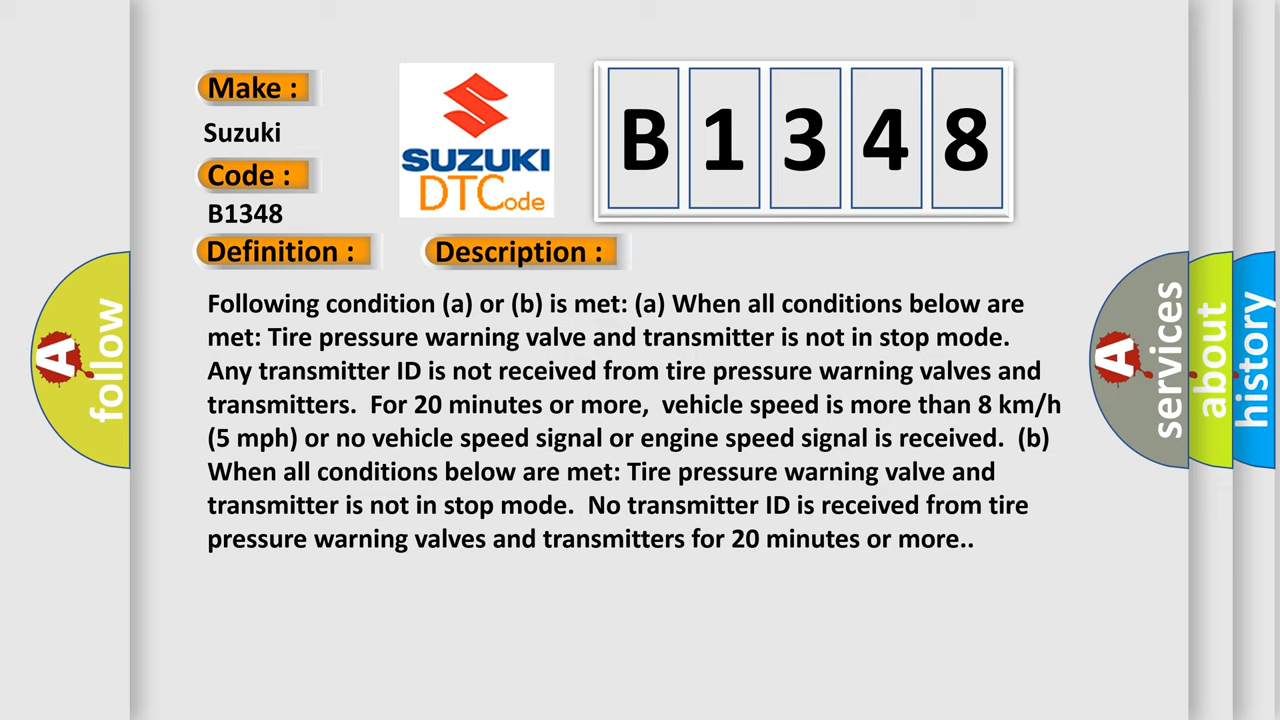 Make :
Suzuki
Code :
B1348
Definition :
Description :
SUZUKI
DTCode
B1348
Following condition (a) or (b) is met: (a) When all conditions below are
met: Tire pressure warning valve and transmitter is not in stop mode.
Any transmitter ID is not received from tire pressure warning valves and
transmitters.  For 20 minutes or more,  vehicle speed is more than 8 km/h
(5 mph) or no vehicle speed signal or engine speed signal is received.  (b)
When all conditions below are met: Tire pressure warning valve and
transmitter is not in stop mode.  No transmitter ID is received from tire
pressure warning valves and transmitters for 20 minutes or more..
A
follow
A
services
about
history